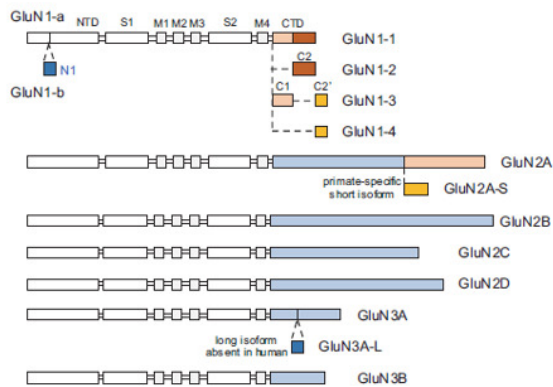 GluN1-a
NTD S1 M1 M2 M3 S2 M4 CTD
GluN1-1
N1
C2
GluN1-2
GluN1-b
C1 C2'
GluN1-3
GluN1-4
GluN2A
primate-specific
short isoform
GluN2A-S
GluN2B
GluN2C
GluN2D
GluN3A
long isoform
absent in human
GluN3A-L
GluN3B